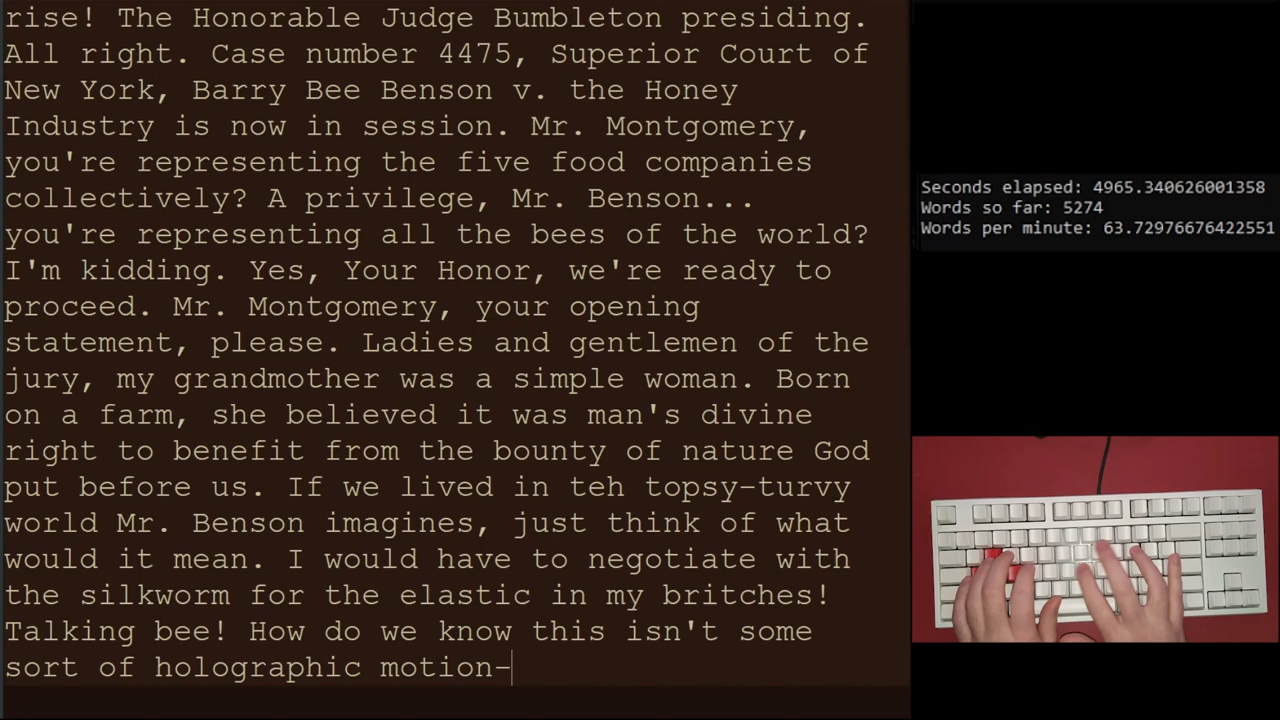 rise! The Honorable Judge Bumbleton presiding.
All right. Case number 4475, Superior Court of
New York, Barry Bee Benson v. the Honey
Industry is now in session. Mr. Montgomery,
you're representing the five food companies
collectively? A privilege, Mr. Benson...
you're representing all the bees of the world?
I'm kidding. Yes, Your Honor, we're ready to
proceed. Mr. Montgomery, your opening
statement, please. Ladies and gentlemen of the
jury, my grandmother was a simple woman. Born
on a farm, she believed it was man's divine
right to benefit from the bounty of nature God
put before us. If we lived in teh topsy-turvy
world Mr. Benson imagines, just think of what
would it mean. I would have to negotiate with
the silkworm for the elastic in my britches!
Talking bee! How do we know this isn't some
sort of holographic motion-
Seconds elapsed: 4965.340626001358
Words so far: 5274
Words per minute: 63.72976676422551